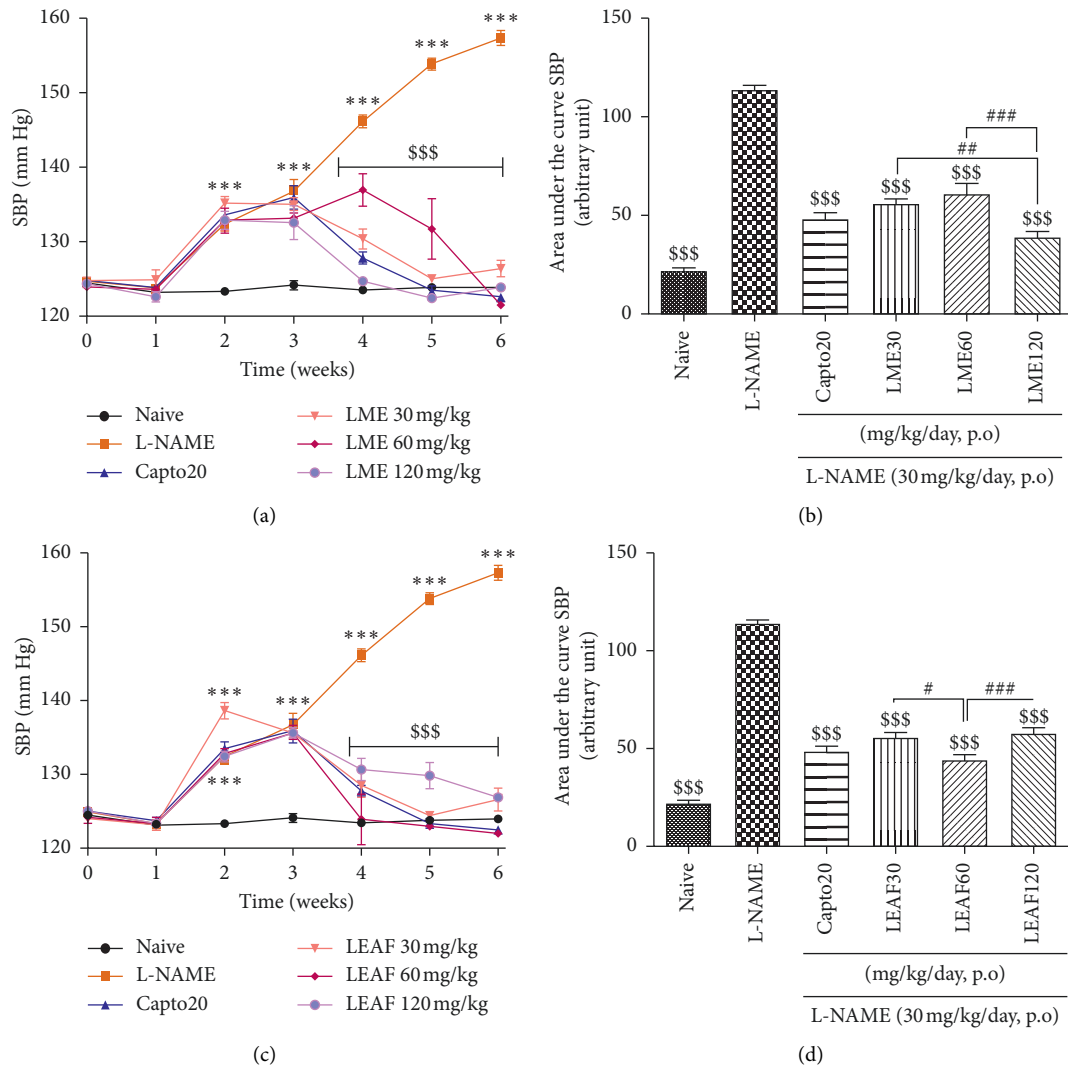 160
150
140
130
120
SBP (mm Hg)
***
***
***
***
***
$$$
0 1 2 3 4 5 6
Time (weeks)
Naive
L-NAME
Capto20
LME 30 mg/kg
LME 60 mg/kg
LME 120 mg/kg
(a)
150
100
50
0
Area under the curve SBP
(arbitrary unit)
###
##
$$$
$$$
$$$
$$$
$$$
Naive
L-NAME
Capto20
LME30
LME60
LME120
(mg/kg/day, p.o)
L-NAME (30 mg/kg/day, p.o)
(b)
160
150
140
130
120
SBP (mm Hg)
***
***
***
***
***
***
$$$
0 1 2 3 4 5 6
Time (weeks)
Naive
L-NAME
Capto20
LEAF 30 mg/kg
LEAF 60 mg/kg
LEAF 120 mg/kg
(c)
150
100
50
0
Area under the curve SBP
(arbitrary unit)
#
###
$$$
$$$
$$$
$$$
$$$
Naive
L-NAME
Capto20
LEAF30
LEAF60
LEAF120
(mg/kg/day, p.o)
L-NAME (30 mg/kg/day, p.o)
(d)